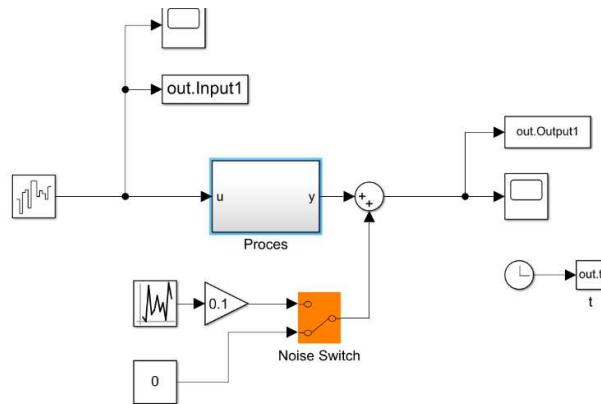 out.Input1
out.Output1
u
y
+
+
Proces
0.1
out.t
t
Noise Switch
0